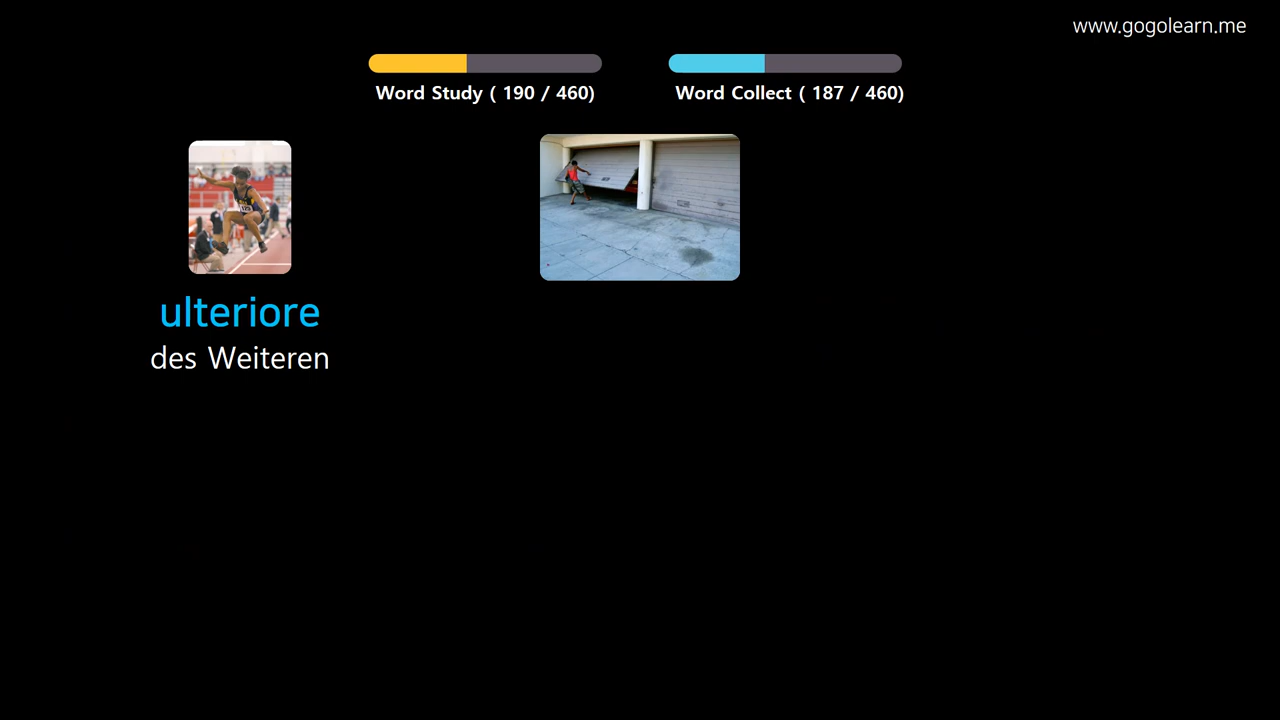 www.gogolearn.me
Word Study ( 190 / 460)
Word Collect ( 187 / 460)
ulteriore
des Weiteren